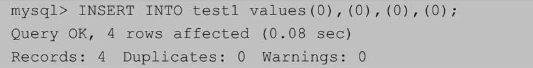 mysql> INSERT INTO test1 values(0),(0),(0),(0);
Query OK, 4 rows affected (0.08 sec)
Records: 4 Duplicates: 0 Warnings: 0